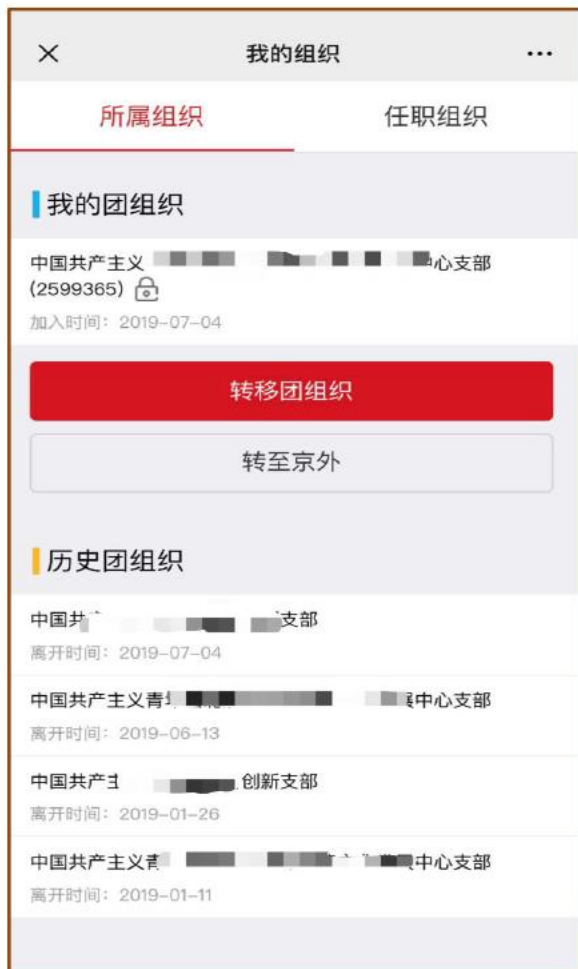 我的组织
所属组织 任职组织
我的团组织
中国共产主义 心支部
(2599365)
加入时间：2019-07-04
转移团组织
转至京外
历史团组织
中国共 支部
离开时间：2019-07-04
中国共产主义青 中心支部
离开时间：2019-06-13
中国共产 创新支部
离开时间：2019-01-26
中国共产主义青 中心支部
离开时间：2019-01-11